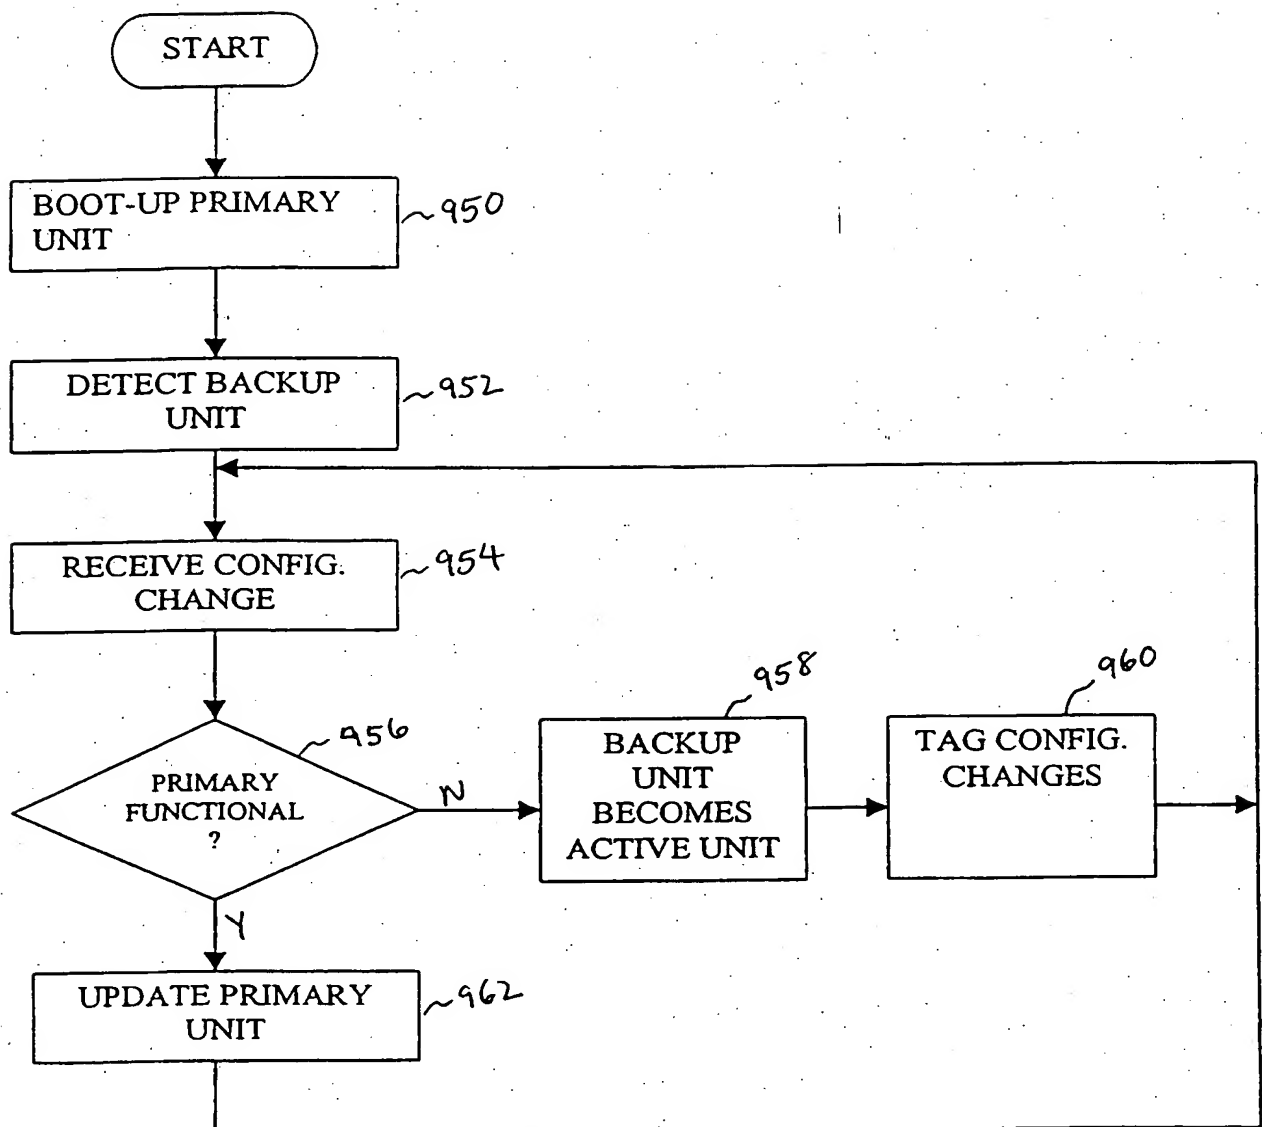 START
BOOT-UP PRIMARY
UNIT
~950
DETECT BACKUP
UNIT
~952
RECEIVE CONFIG.
CHANGE
~954
PRIMARY
FUNCTIONAL
?
956
N
Y
BACKUP
UNIT
BECOMES
ACTIVE UNIT
958
TAG CONFIG.
CHANGES
960
UPDATE PRIMARY
UNIT
~962